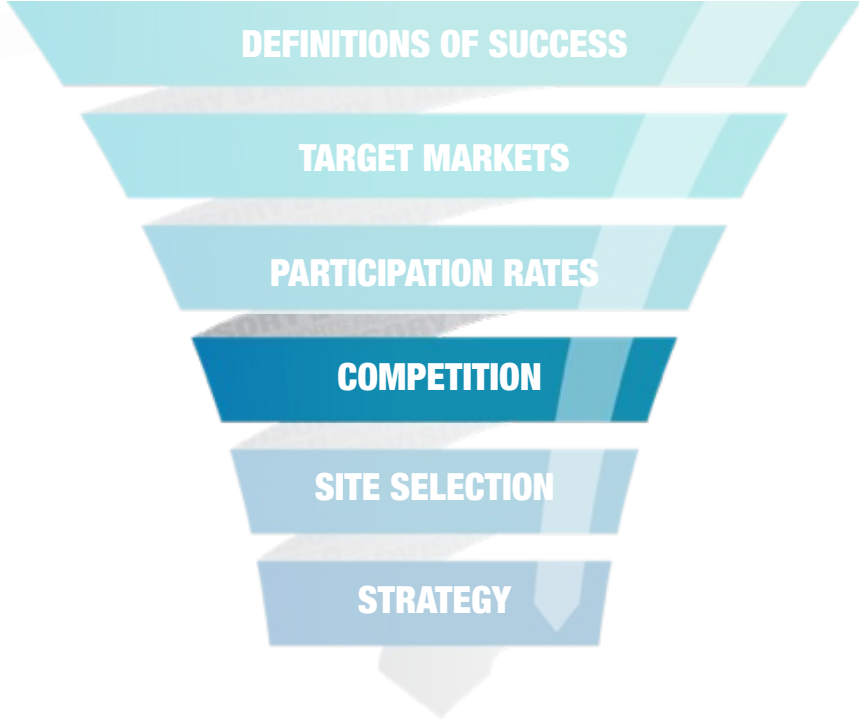 DEFINITIONS OF SUCCESS
TARGET MARKETS
PARTICIPATION RATES
COMPETITION
SITE SELECTION
STRATEGY